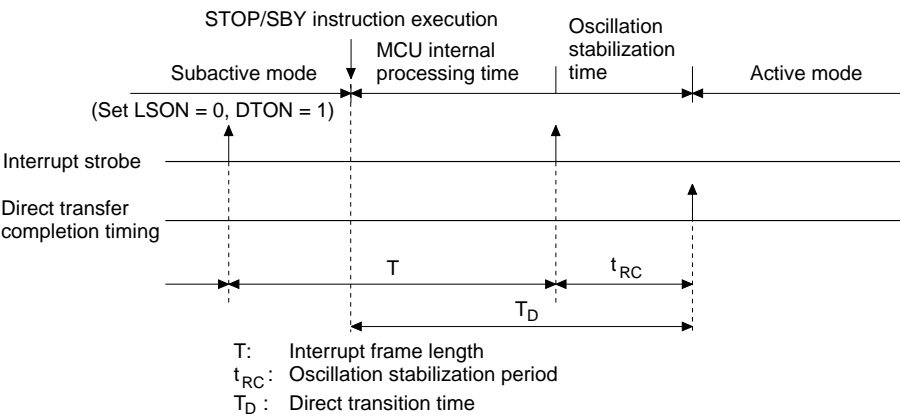 STOP/SBY instruction execution
Oscillation
stabilization
time
MCU internal
processing time
Subactive mode
Active mode
(Set LSON = 0, DTON = 1)
Interrupt strobe
Direct transfer
completion timing
T
tRC
TD
T: Interrupt frame length
tRC : Oscillation stabilization period
TD : Direct transition time